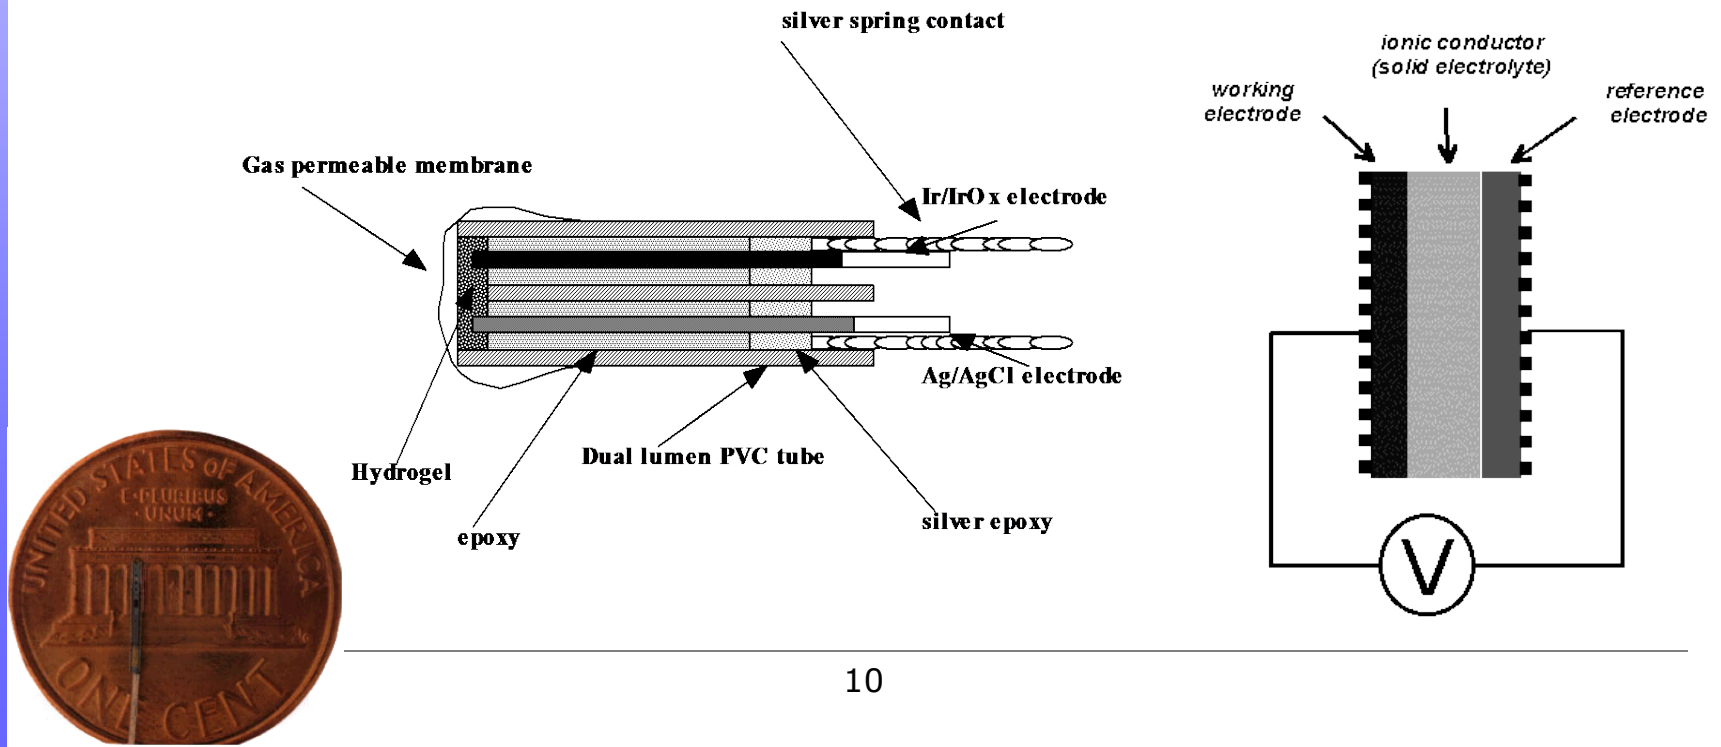 silver spring contact
ionic conductor
(solid electrolyte)
working
electrode
reference
electrode
Gas permeable membrane
Ir/IrOx electrode
Ag/AgCl electrode
Dual lumen PVC tube
Hydrogel
silver epoxy
epoxy
V
UNITED STATES OF AMERICA
E·PLURIBUS
·UNUM·
ONE CENT
10